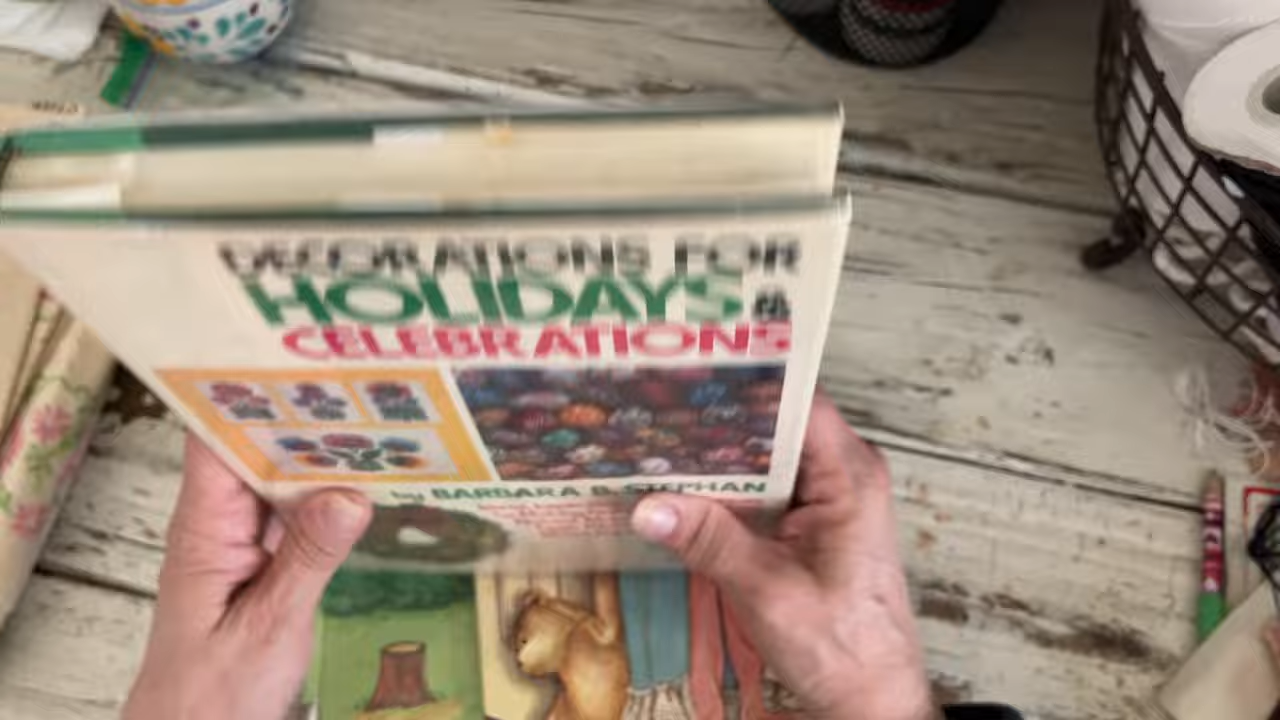 DECORATIONS FOR
HOLIDAYS &
CELEBRATIONS
by BARBARA B. STEPHAN